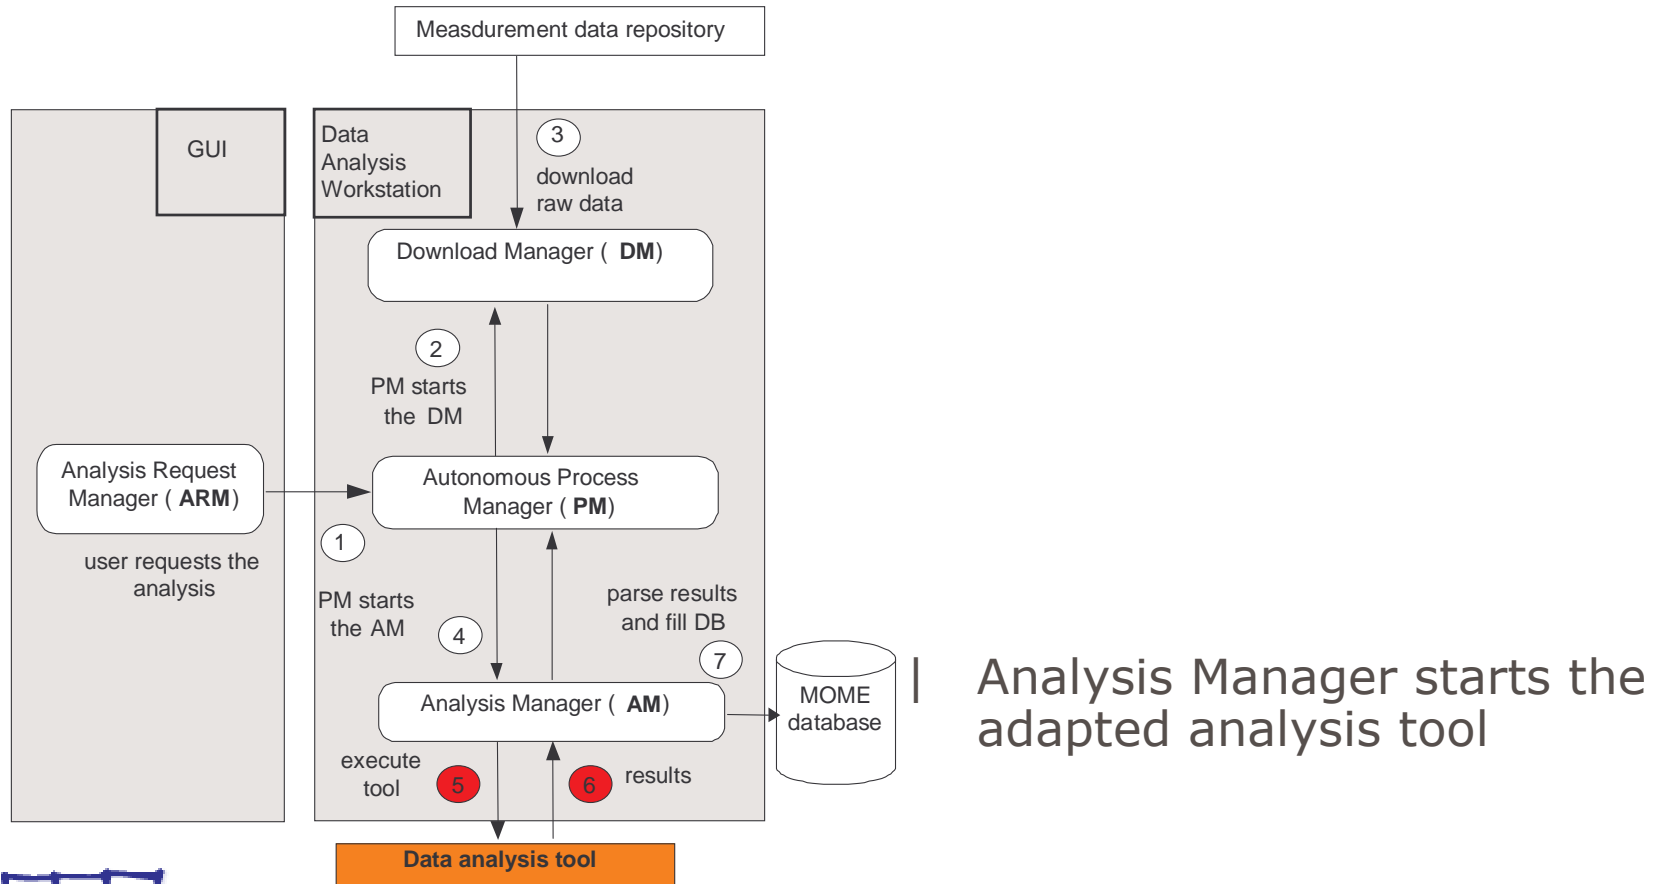 Measdurement data repository
GUI
Data
Analysis
Workstation
3
download
raw data
Download Manager ( DM)
2
PM starts
the DM
Analysis Request
Manager ( ARM)
Autonomous Process
Manager ( PM)
1
user requests the
analysis
PM starts
the AM
4
parse results
and fill DB
7
Analysis Manager ( AM)
MOME
database
execute
tool
5
6
results
Data analysis tool
| Analysis Manager starts the
adapted analysis tool